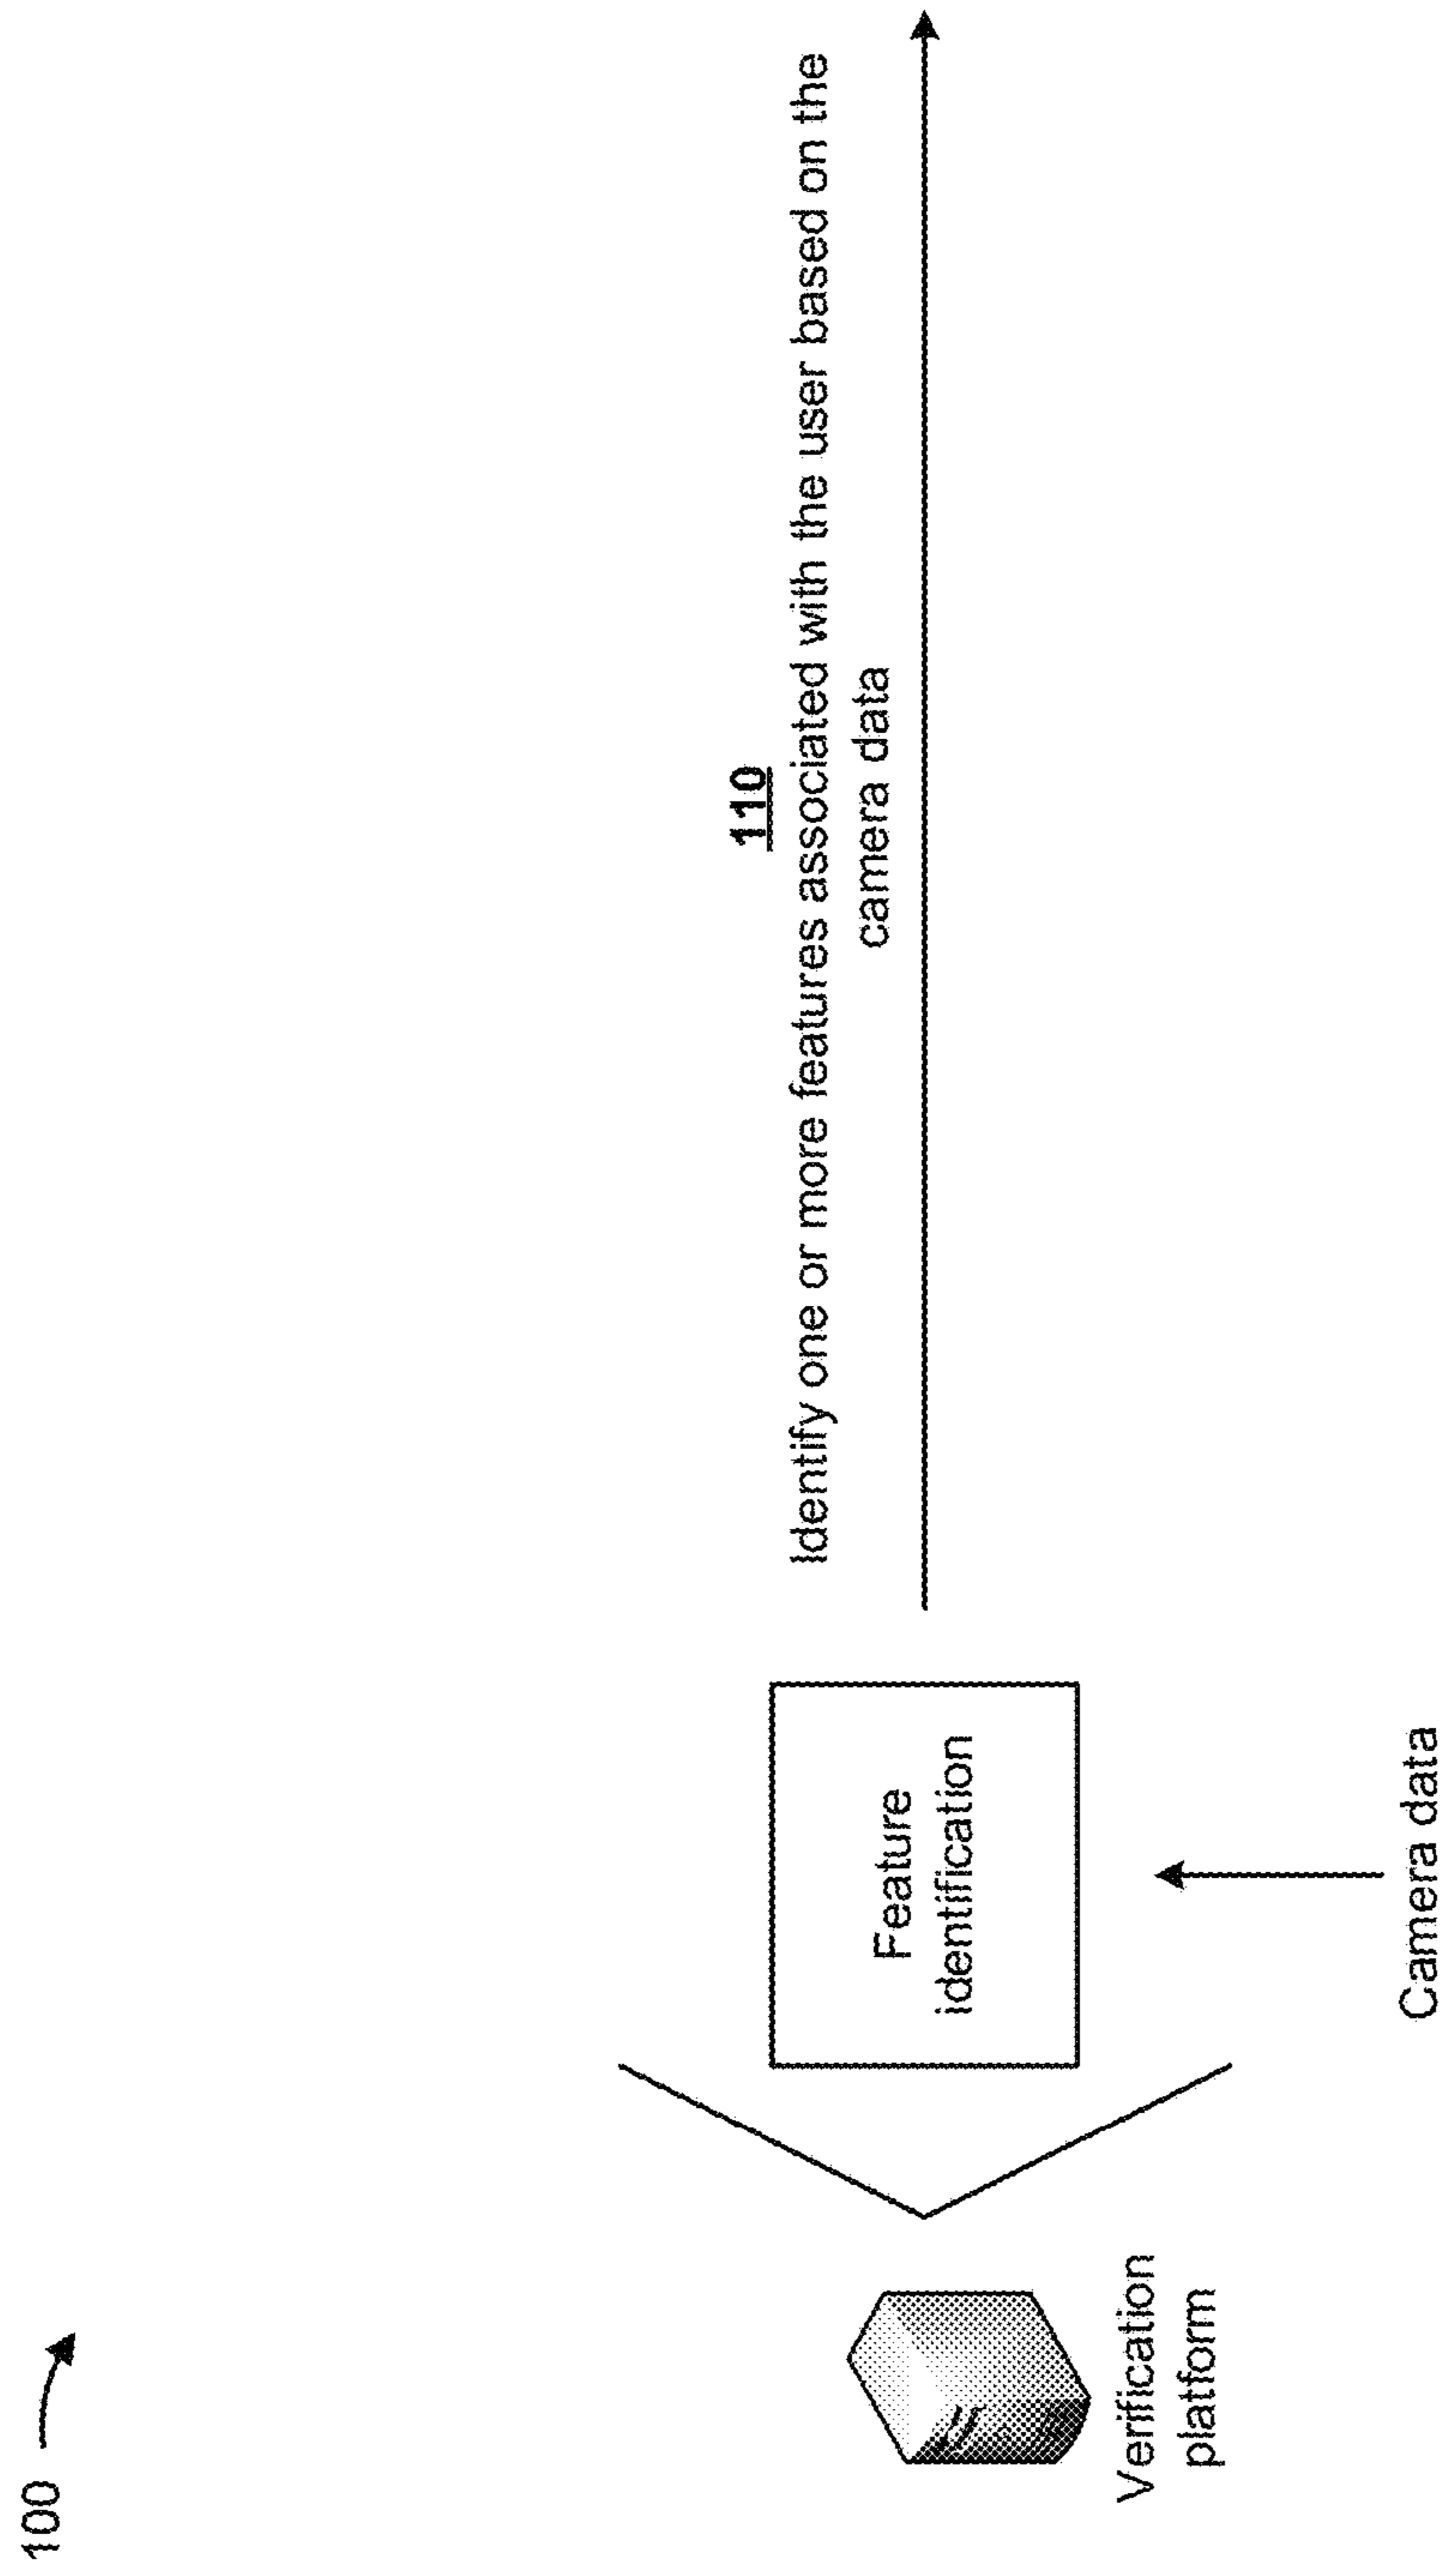 100
110
Identify one or more features associated with the user based on the
camera data
Feature
identification
Verification
platform
Camera data